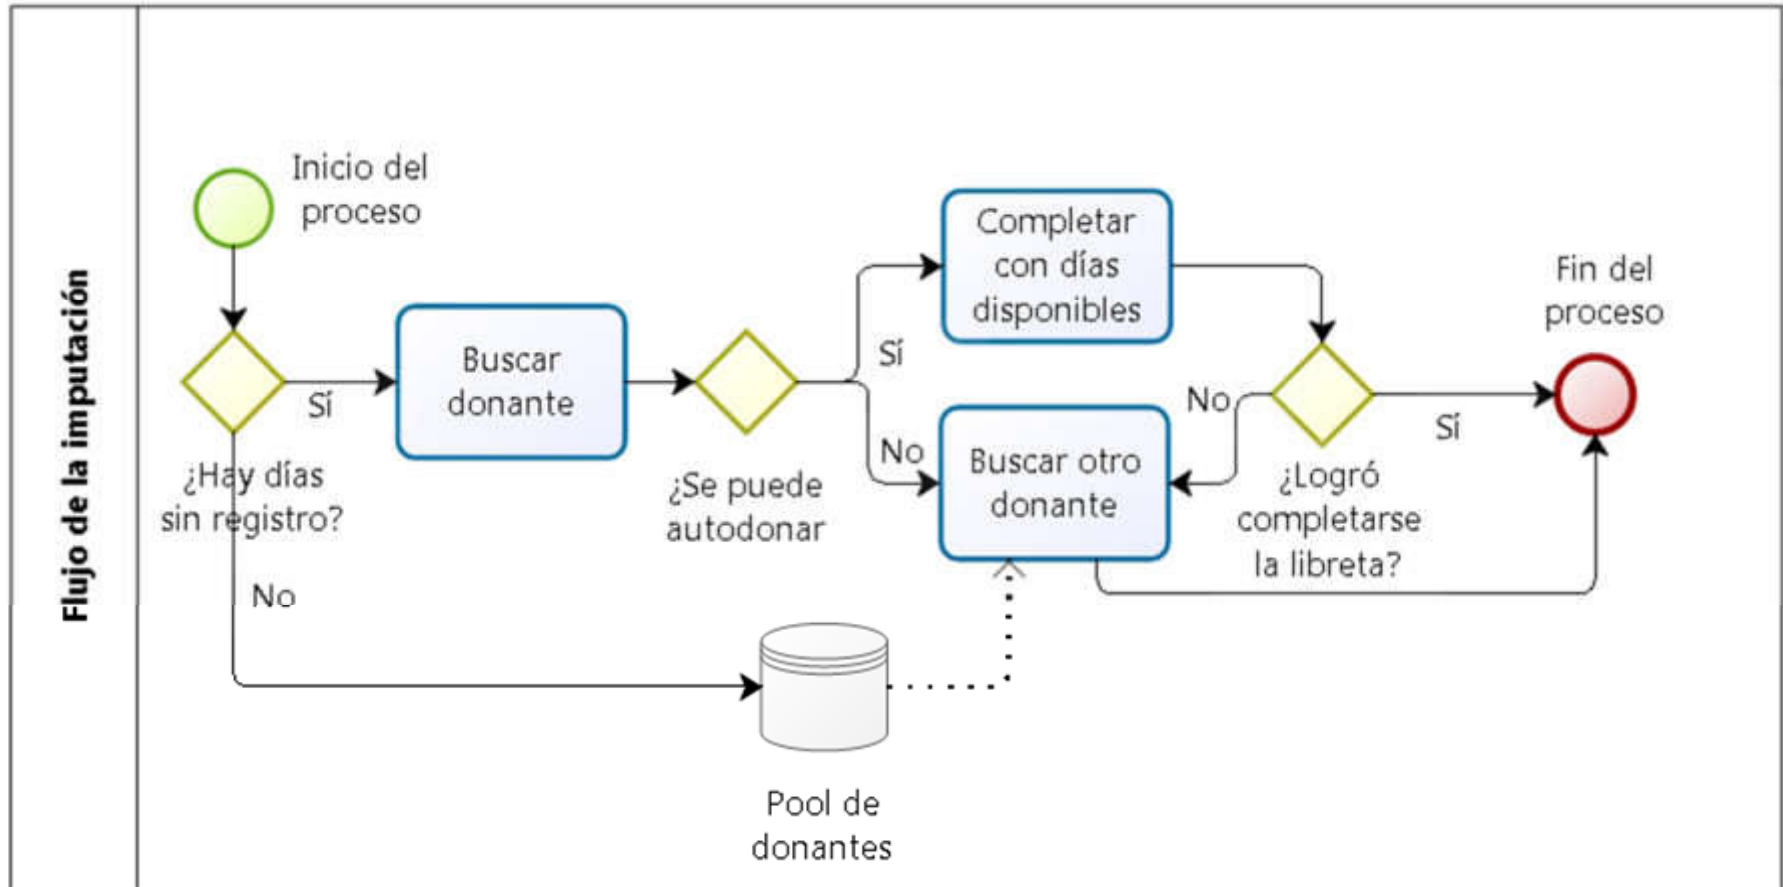 Flujo de la imputación
Inicio del
proceso
¿Hay días
sin registro?
Sí
No
Buscar
donante
¿Se puede
autodonar
Sí
No
Completar
con días
disponibles
Buscar otro
donante
No
Sí
¿Logró
completarse
la libreta?
Fin del
proceso
Pool de
donantes